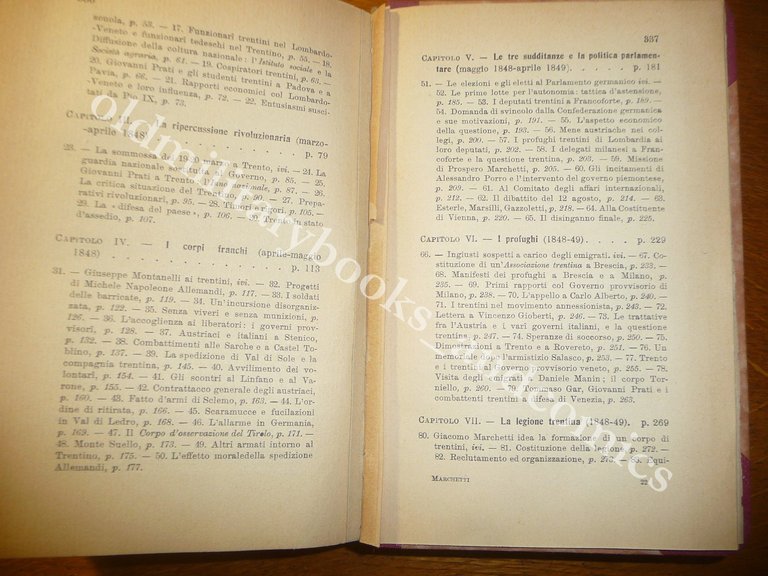 scuola, p. 53. — 17. Funzionari trentini nel Lombardo-
Veneto e funzionari tedeschi nel Trentino, p. 55. — 18.
Diffusione della coltura nazionale: l'Istituto sociale e la
Società agraria, p. 61. — 19. Cospiratori trentini, p. 63. —
20. Giovanni Prati e gli studenti trentini a Padova e a
Pavia, p. 66. — 21. Rapporti economici col Lombardo-
Veneto e loro influenza, p. 72. — 22. Entusiasmi susci-
tati da Pio IX, p. 73.
CAPITOLO III. — La ripercussione rivoluzionaria (marzo-
aprile 1848) p. 79
23. — La sommossa del 19-20 marzo a Trento, ivi. — 24. La
guardia nazionale sostituita al Governo, p. 85. — 25.
Giovanni Prati a Trento, p. 87. — 26.
La critica situazione del Trentino, p. 90. — 27. Prepa-
rativi rivoluzionari, p. 95. — 28. Timori e rigori, p. 105. —
29. La « difesa del paese », p. 106. — Trento in stato
d'assedio, p. 107.
CAPITOLO IV. — I corpi franchi (aprile-maggio
1848) p. 113
31. — Giuseppe Montanelli ai trentini, ivi. — 32. Progetti
di Michele Napoleone Allemandi, p. 117. — 33. I soldati
delle barricate, p. 119. — 34. Un'incursione disorganiz-
zata, p. 122. — 35. Senza viveri e senza munizioni, p.
126. — 36. L'accoglienza ai liberatori: i governi prov-
visori, p. 128. — 37. Austriaci e italiani a Stenico,
p. 132. — 38. Combattimenti alle Sarche e a Castel To-
blino, p. 137. — 39. La spedizione di Val di Sole e la
compagnia trentina, p. 145. — 40. Avvilimento dei vo-
lontari, p. 154. — 41. Gli scontri al Linfano e al Va-
rone, p. 155. — 42. Contrattacco generale degli austriaci,
p. 160. — 43. Fatto d'armi di Sclemo, p. 163. — 44. L'or-
dine di ritirata, p. 166. — 45. Scaramucce e fucilazioni
in Val di Ledro, p. 168. — 46. L'allarme in Germania,
p. 169. — 47. Il Corpo d'osservazione del Tirolo, p. 171. —
48. Monte Suello, p. 173. — 49. Altri armati intorno al
Trentino, p. 175. — 50. L'effetto moraledella spedizione
Allemandi, p. 177.
337
CAPITOLO V. — Le tre sudditanze e la politica parlamen-
tare (maggio 1848-aprile 1849) p. 181
51. — Le elezioni e gli eletti al Parlamento germanico ivi. —
52. Le prime lotte per l'autonomia: tattica d'astensione,
p. 185. — 53. I deputati trentini a Francoforte, p. 189. —
54. Domanda di svincolo dalla Confederazione germanica
e sue motivazioni, p. 191. — 55. L'aspetto economico
della questione, p. 193. — 56. Mene austriache nei col-
legi, p. 201. — 57. I profughi trentini di Lombardia ai
loro deputati, p. 202. — 58. I delegati milanesi a Fran-
coforte e la questione trentina, p. 203. — 59. Missione
di Prospero Marchetti, p. 205. — 60. Gli incitamenti di
Alessandro Porro e l'intervento del governo piemontese,
p. 209. — 61. Al Comitato degli affari internazionali,
p. 212. — 62. Il dibattito del 12 agosto, p. 214. — 63.
Esterle, Marsilli, Gazzoletti, p. 218. — 64. Alla Costituente
di Vienna, p. 220. — 65. Il disinganno finale, p. 225.
CAPITOLO VI. — I profughi (1848-49) p. 229
66. — Ingiusti sospetti a carico degli emigrati. ivi. — 67. Co-
stituzione di un'Associazione trentina a Brescia, p. 233. —
68. Manifesti dei profughi a Brescia e a Milano, p.
235. — 69. Primi rapporti col Governo provvisorio di
Milano, p. 238. — 70. L'appello a Carlo Alberto, p. 240. —
71. I trentini nel movimento annessionista, p. 243. — 72.
Lettera a Vincenzo Gioberti, p. 246. — 73. Le trattative
fra l'Austria e i vari governi italiani, e la questione
trentina, p. 247. — 74. Speranze di soccorso, p. 250. — 75.
Dimostrazioni a Trento e a Rovereto, p. 251. — 76. Un
memoriale dopo l'armistizio Salasco, p. 253. — 77. Trento
e i trentini al Governo provvisorio veneto, p. 255. — 78.
Visita degli emigrati a Daniele Manin; il corpo Tor-
niello, p. 260. — 79. Tommaso Gar, Giovanni Prati e i
combattenti trentini a difesa di Venezia, p. 263.
CAPITOLO VII. — La legione trentina (1848-49). p. 269
80. Giacomo Marchetti idea la formazione di un corpo di
trentini, ivi. — 81. Costituzione della legione p. 272. —
82. Reclutamento ed organizzazione, p. 273. — 83. Equi-
MARCHETTI 22